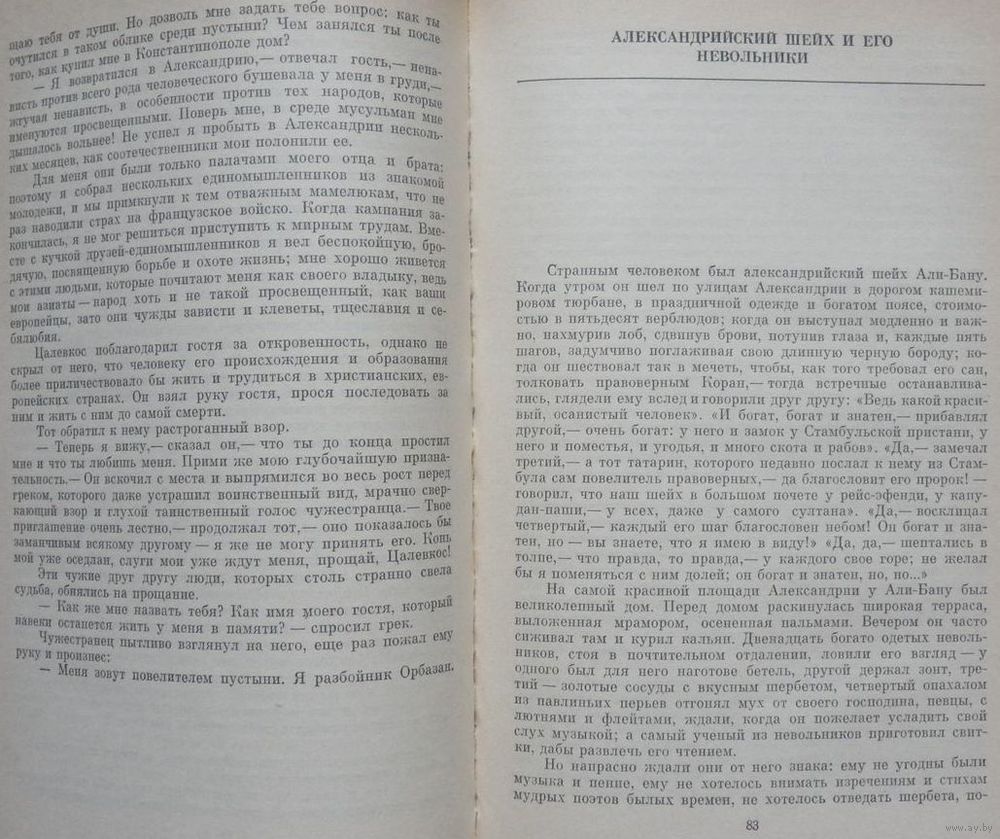 щаю тебя от души. Но дозволь мне задать тебе вопрос: как ты
очутился в таком облике среди пустыни? Чем занялся ты после
того, как купил мне в Константинополе дом?
— Я возвратился в Александрию,— отвечал гость,— нена-
висть против всего рода человеческого бушевала у меня в груди,—
жгучая ненависть, в особенности против тех народов, которые
именуются просвещенными. Поверь мне, в среде мусульман мне
дышалось вольнее! Не успел я пробыть в Александрии несколь-
ких месяцев, как соотечественники мои полонили ее.
Для меня они были только палачами моего отца и брата;
поэтому я собрал нескольких единомышленников из знакомой
молодежи, и мы примкнули к тем отважным мамелюкам, что не
раз наводили страх на французское войско. Когда кампания за-
кончилась, я не мог решиться приступить к мирным трудам. Вме-
сте с кучкой друзей-единомышленников я вел беспокойную, бро-
дячую, посвященную борьбе и охоте жизнь; мне хорошо живется
с этими людьми, которые почитают меня как своего владыку, ведь
мои азиаты — народ хоть и не такой просвещенный, как ваши
европейцы, зато они чужды зависти и клеветы, тщеславия и се-
бялюбия.
Цалевкос поблагодарил гостя за откровенность, однако не
скрыл от него, что человеку его происхождения и образования
более приличествовало бы жить и трудиться в христианских, ев-
ропейских странах. Он взял руку гостя, прося последовать за
ним и жить с ним до самой смерти.
Тот обратил к нему растроганный взор.
— Теперь я вижу,— сказал он,— что ты до конца простил
мне и что ты любишь меня. Прими же мою глубочайшую призна-
тельность.— Он вскочил с места и выпрямился во весь рост перед
греком, которого даже устрашил воинственный вид, мрачно свер-
кающий взор и глухой таинственный голос чужестранца.— Твое
приглашение очень лестно,— продолжал тот,— оно показалось бы
заманчивым всякому другому — я же не могу принять его. Конь
мой уже оседлан, слуги мои уже ждут меня, прощай, Цалевкос!
Эти чужие друг другу люди, которых столь странно свела
судьба, обнялись на прощание.
— Как же мне назвать тебя? Как имя моего гостя, который
навеки останется жить у меня в памяти? — спросил грек.
Чужестранец пытливо взглянул на него, еще раз пожал ему
руку и произнес:
— Меня зовут повелителем пустыни. Я разбойник Орбазан.
АЛЕКСАНДРИЙСКИЙ ШЕЙХ И ЕГО
НЕВОЛЬНИКИ
Странным человеком был александрийский шейх Али-Бану.
Когда утром он шел по улицам Александрии в дорогом кашеми-
ровом тюрбане, в праздничной одежде и богатом поясе, стоимо-
стью в пятьдесят верблюдов; когда он выступал медленно и важ-
но, нахмурив лоб, сдвинув брови, потупив глаза и, каждые пять
шагов, задумчиво поглаживая свою длинную черную бороду; ко-
гда он шествовал так в мечеть, чтобы, как того требовал его сан,
толковать правоверным Коран,— тогда встречные останавлива-
лись, глядели ему вслед и говорили друг другу: «Ведь какой краси-
вый, осанистый человек». «И богат, богат и знатен,— прибавлял
другой,— очень богат: у него и замок у Стамбульской пристани, у
него и поместья, и угодья, и много скота и рабов». «Да,— замечал
третий,— а тот татарин, которого недавно послал к нему из Стам-
була сам повелитель правоверных,— да благословит его пророк! —
говорил, что наш шейх в большом почете у рейс-эфенди, у капу-
дан-паши,— у всех, даже у самого султана». «Да,— восклицал
четвертый,— каждый его шаг благословен небом! Он богат и зна-
тен, но — вы знаете, что я имею в виду!» «Да, да,— шептались в
толпе,— что правда, то правда,— у каждого свое горе; не желал
бы я поменяться с ним долей; он богат и знатен, но, но...»
На самой красивой площади Александрии у Али-Бану был
великолепный дом. Перед домом раскинулась широкая терраса,
выложенная мрамором, осененная пальмами. Вечером он часто
сиживал там и курил кальян. Двенадцать богато одетых неволь-
ников, стоя в почтительном отдалении, ловили его взгляд — у
одного был для него наготове бетель, другой держал зонт, тре-
тий — золотые сосуды с вкусным шербетом, четвертый опахалом
из павлиньих перьев отгонял мух от своего господина, певцы, с
лютнями и флейтами, ждали, когда он пожелает усладить свой
слух музыкой; а самый ученый из невольников приготовил свит-
ки, дабы развлечь его чтением.
Но напрасно ждали они от него знака: ему не угодны были
музыка и пение, ему не хотелось внимать изречениям и стихам
мудрых поэтов былых времен, не хотелось отведать шербета, по-
83
www.ay.by